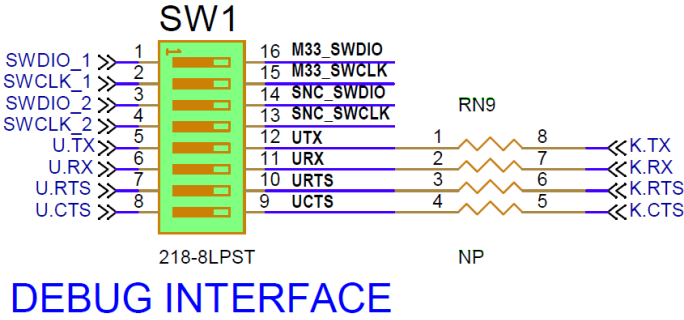 SW1
SWDIO_1 1 16 M33_SWDIO
SWCLK_1 2 15 M33_SWCLK
SWDIO_2 3 14 SNC_SWDIO
SWCLK_2 4 13 SNC_SWCLK
RN9
U.TX 5 12 UTX 1 8 K.TX
U.RX 6 11 URX 2 7 K.RX
U.RTS 7 10 URTS 3 6 K.RTS
U.CTS 8 9 UCTS 4 5 K.CTS
1
218-8LPST NP
DEBUG INTERFACE